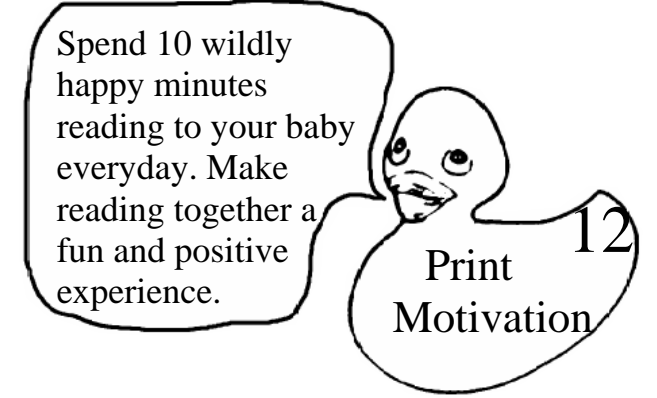 Spend 10 wildly
happy minutes
reading to your baby
everyday. Make
reading together a
fun and positive
experience.
12
Print
Motivation